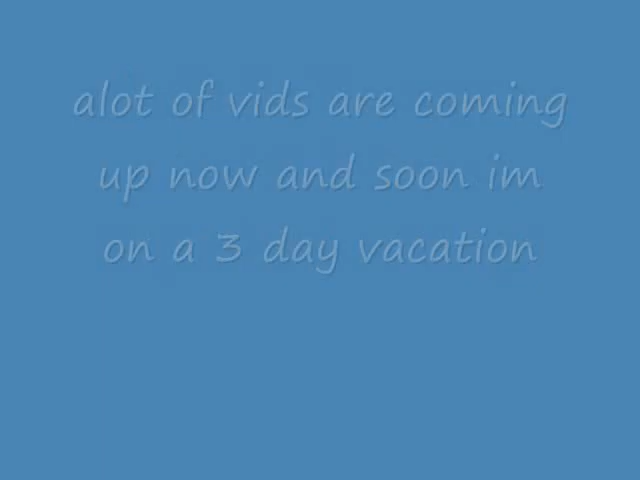 alot of vids are coming
up now and soon im
on a 3 day vacation